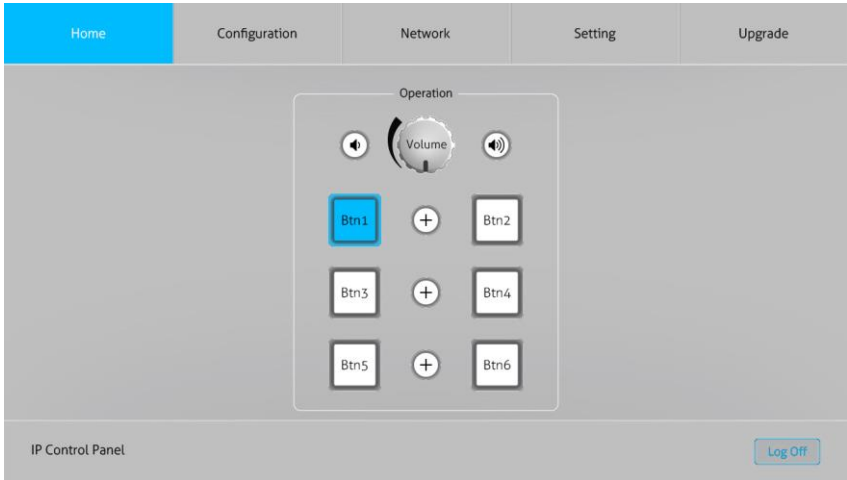 Home Configuration Network Setting Upgrade
Operation
Volume
Btn1 Btn2
Btn3 Btn4
Btn5 Btn6
IP Control Panel Log Off